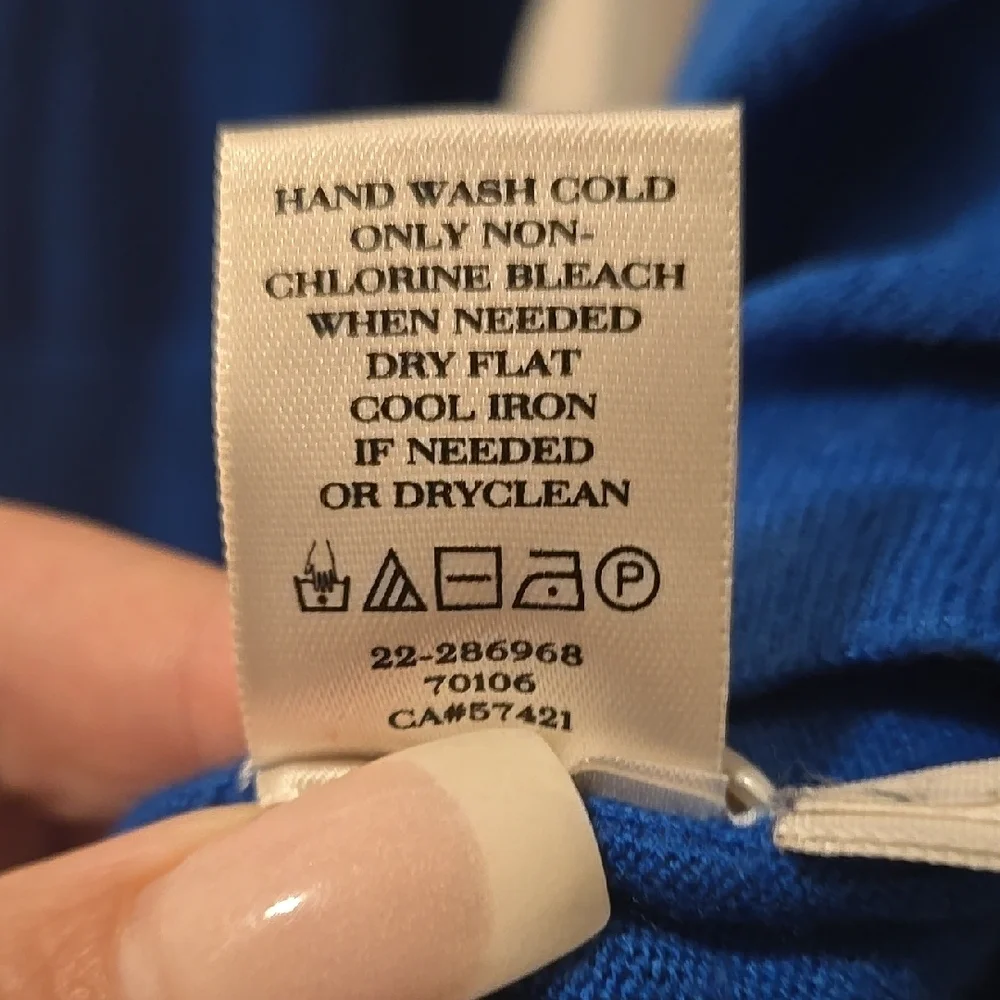 HAND WASH COLD
ONLY NON-
CHLORINE BLEACH
WHEN NEEDED
DRY FLAT
COOL IRON
IF NEEDED
OR DRYCLEAN
P
22-286968
70106
CA#57421